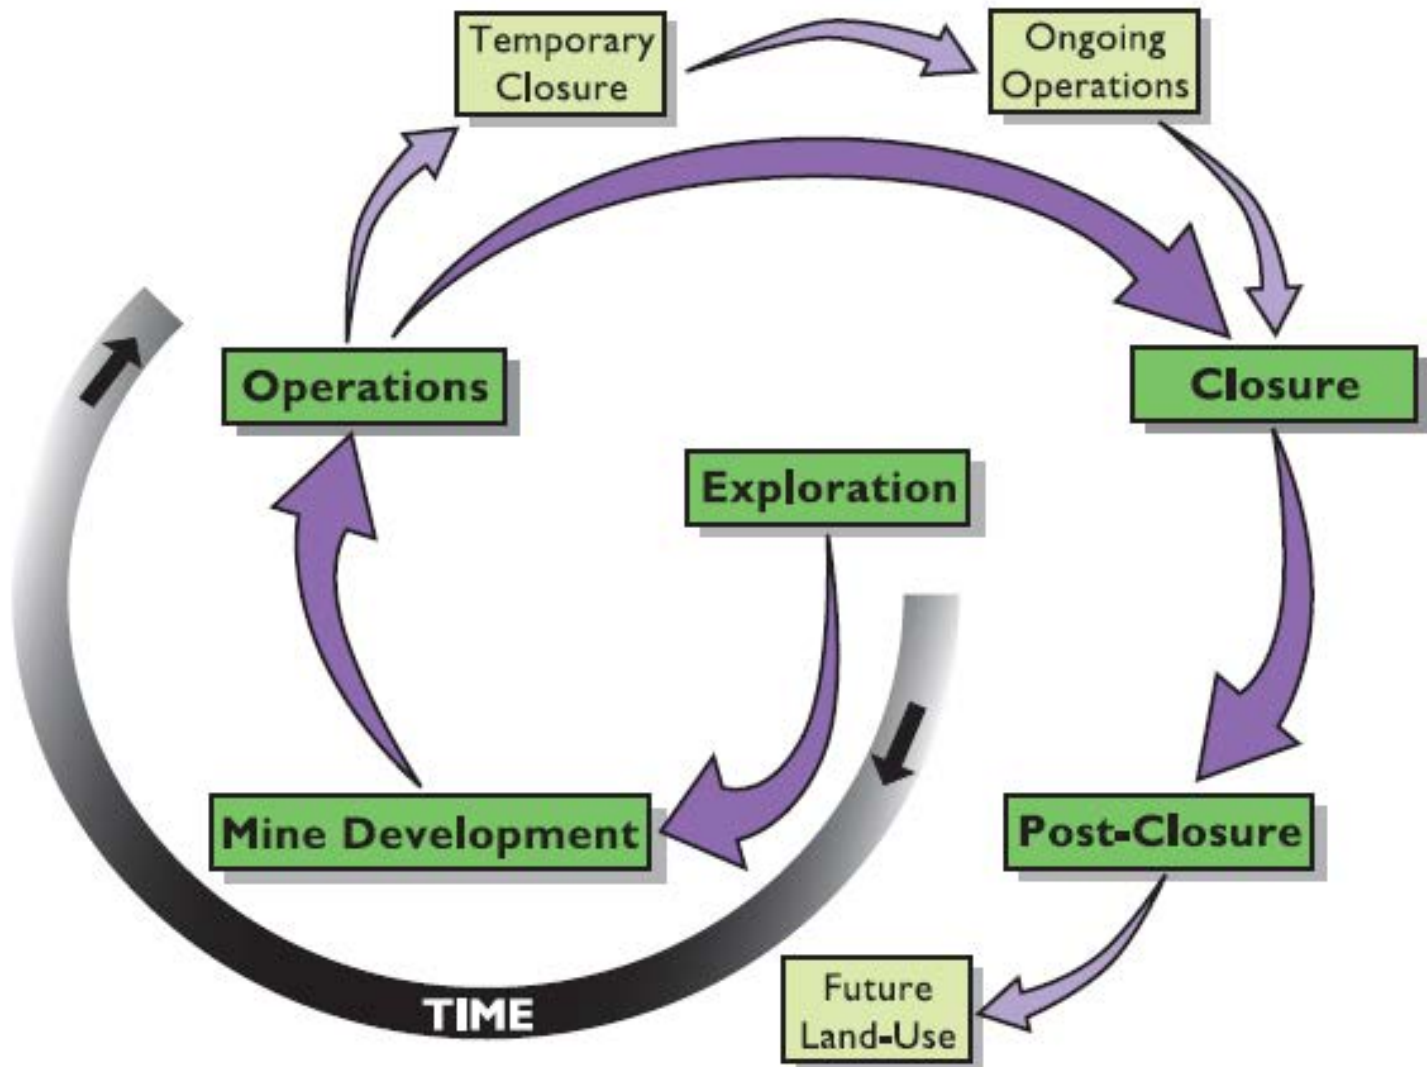 Temporary
Closure
Ongoing
Operations
Operations
Closure
Exploration
Mine Development
Post-Closure
Future
Land-Use
TIME